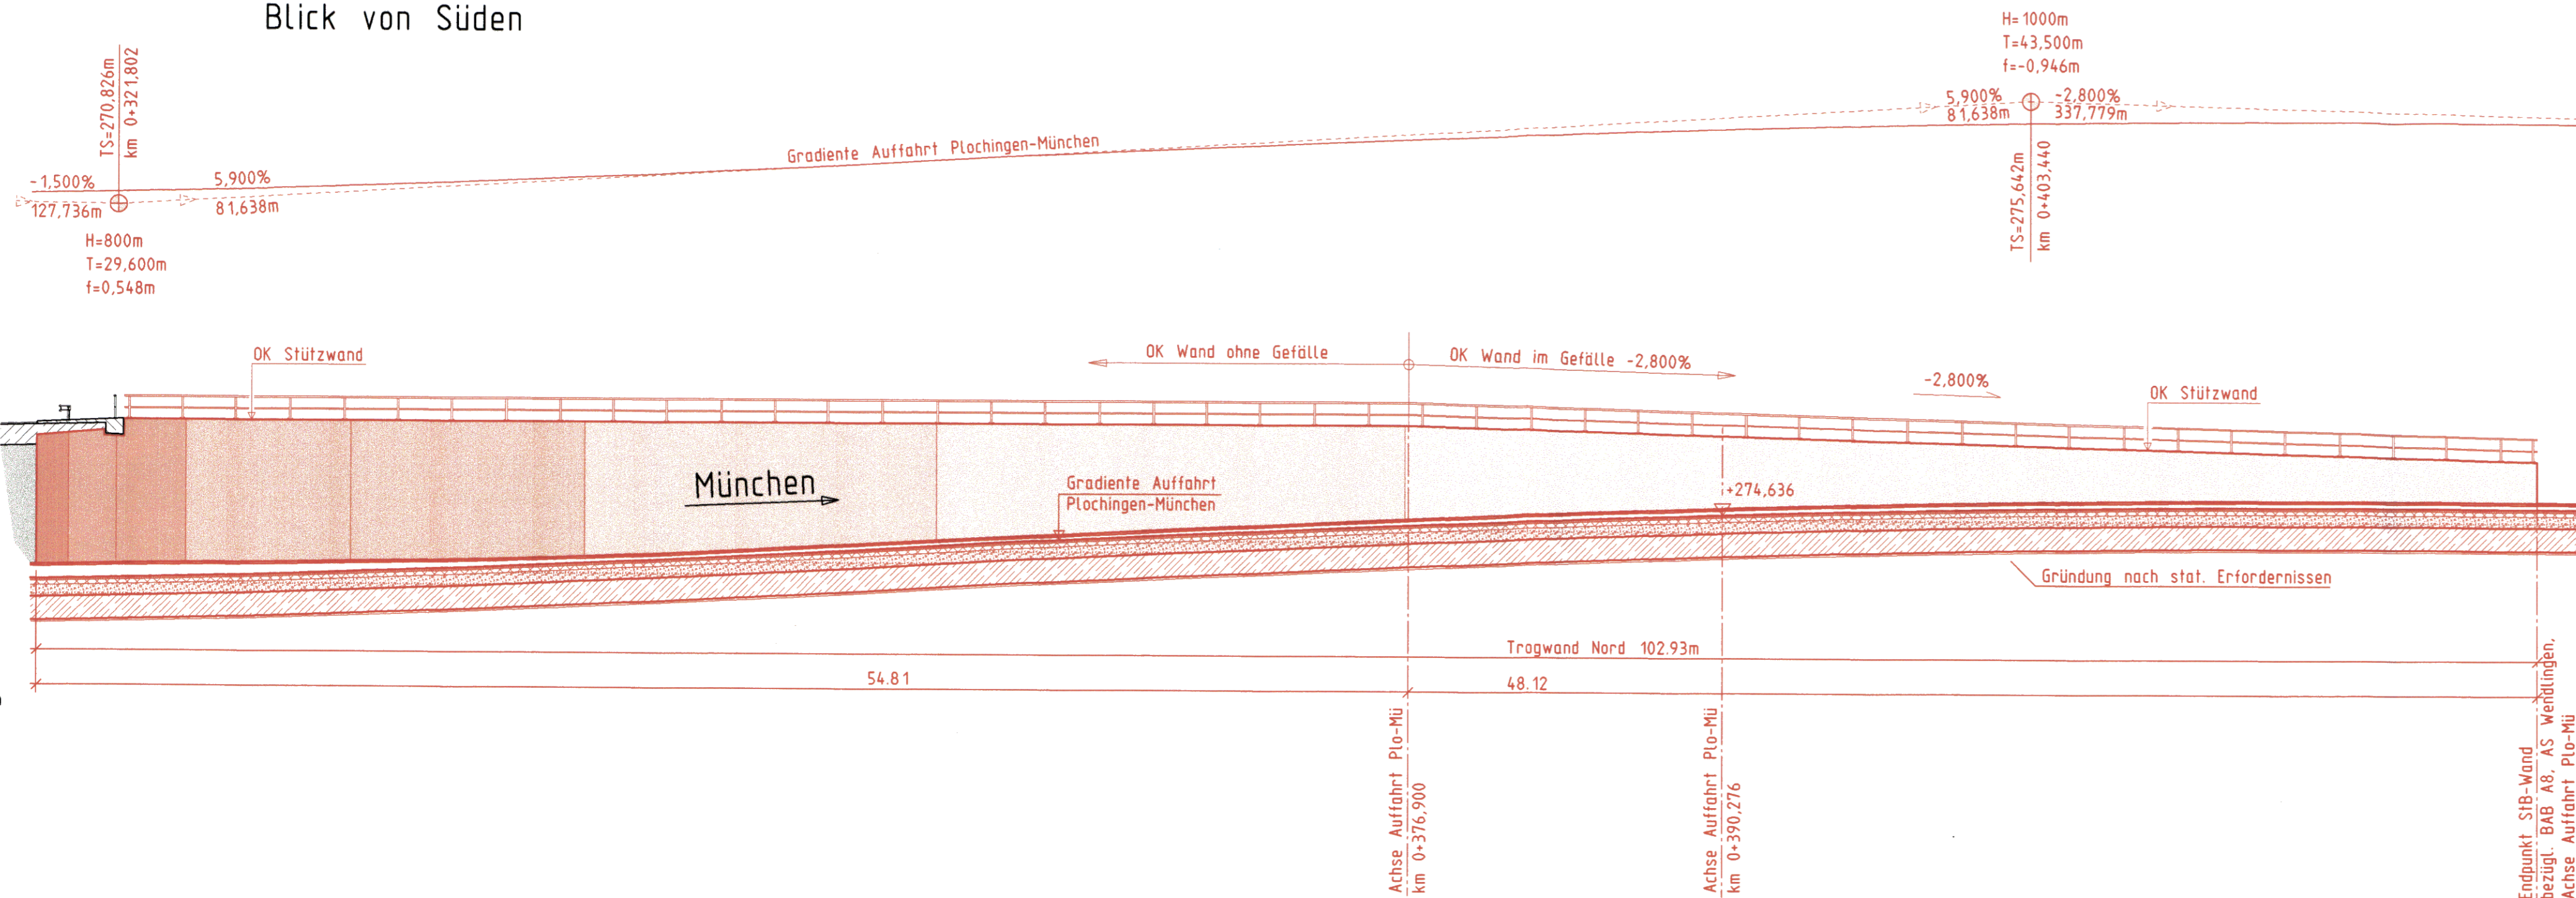 Blick von Süden
TS=270,826m
km 0+321,802
-1,500%
127,736m
5,900%
81,638m
H=800m
T=29,600m
f=0,548m
Gradiente Auffahrt Plochingen-München
H=1000m
T=43,500m
f=-0,946m
5,900%
81,638m
-2,800%
337,779m
TS=275,642m
km 0+403,440
OK Stützwand
OK Wand ohne Gefälle
OK Wand im Gefälle -2,800%
-2,800%
OK Stützwand
München
Gradiente Auffahrt
Plochingen-München
+274,636
Gründung nach stat. Erfordernissen
Trogwand Nord 102.93m
54.81
48.12
Achse Auffahrt Plo-Mü
km 0+376,900
Achse Auffahrt Plo-Mü
km 0+390,276
Endpunkt StB-Wand
bezügl. BAB A8, AS Wendlingen,
Achse Auffahrt Plo-Mü